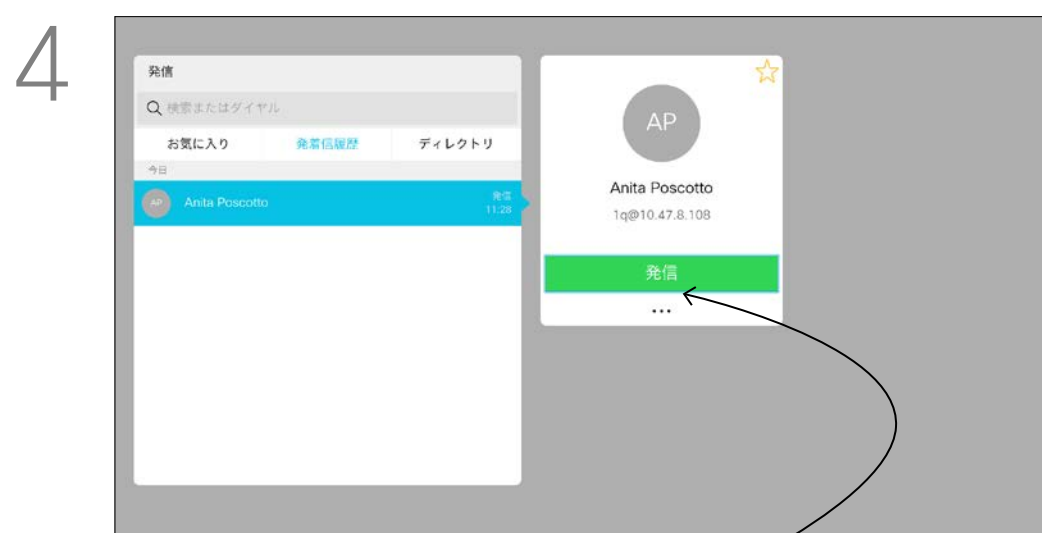 4
発信
検索またはダイヤル
お気に入り 発着信履歴 ディレクトリ
今日
AP Anita Poscotto 発信
11:28
AP
Anita Poscotto
1q@10.47.8.108
発信
...